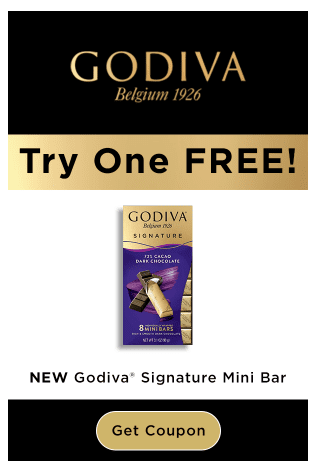 GODIVA
Belgium 1926
Try One FREE!
GODIVA
Belgium 1926
SIGNATURE
72% CACAO
DARK CHOCOLATE
8
MINI BARS
NEW Godiva® Signature Mini Bar
Get Coupon